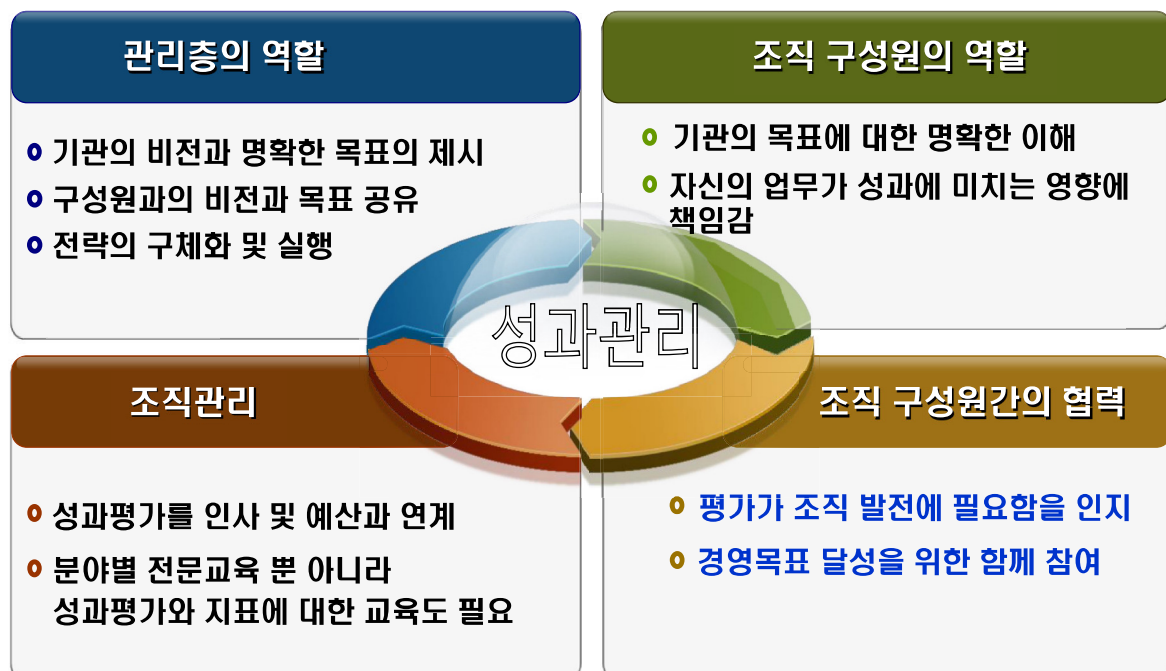 관리층의 역할
기관의 비전과 명확한 목표의 제시
구성원과의 비전과 목표 공유
전략의 구체화 및 실행
조직 구성원의 역할
기관의 목표에 대한 명확한 이해
자신의 업무가 성과에 미치는 영향에
책임감
성과관리
조직관리
성과평가를 인사 및 예산과 연계
분야별 전문교육 뿐 아니라
성과평가와 지표에 대한 교육도 필요
조직 구성원간의 협력
평가가 조직 발전에 필요함을 인지
경영목표 달성을 위한 함께 참여